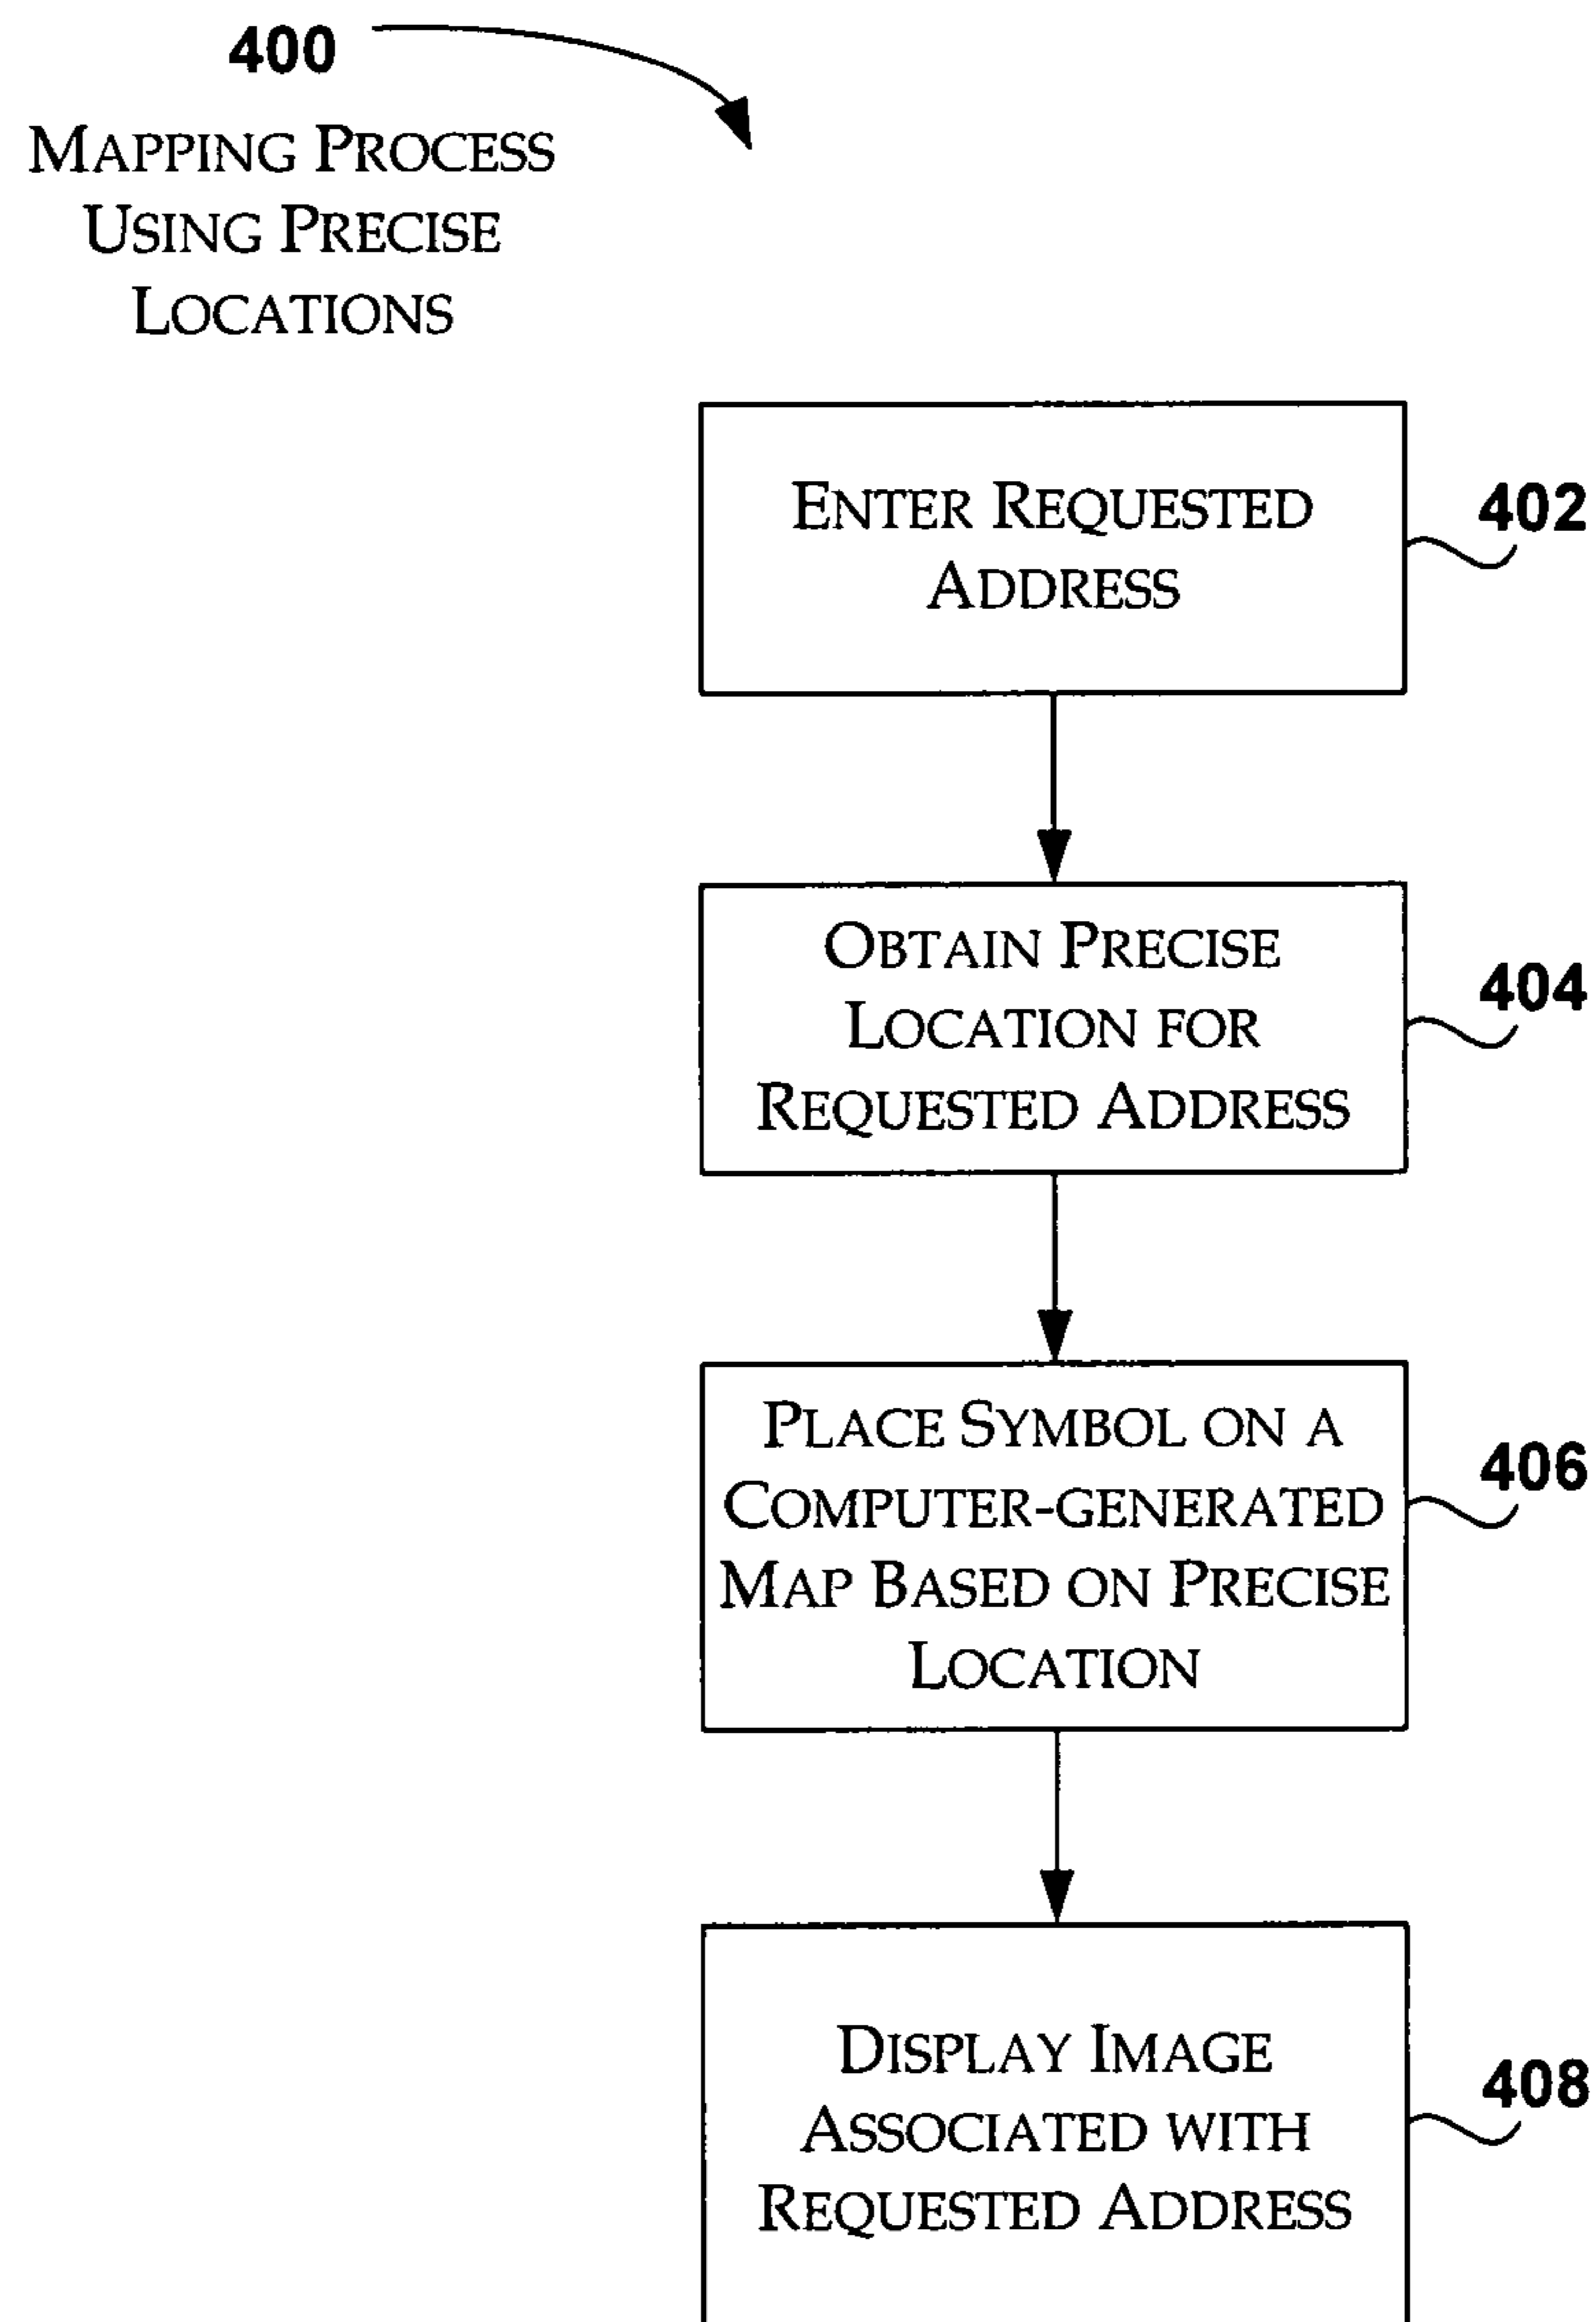 400
MAPPING PROCESS
USING PRECISE
LOCATIONS
ENTER REQUESTED
ADDRESS
402
OBTAIN PRECISE
LOCATION FOR
REQUESTED ADDRESS
404
PLACE SYMBOL ON A
COMPUTER-GENERATED
MAP BASED ON PRECISE
LOCATION
406
DISPLAY IMAGE
ASSOCIATED WITH
REQUESTED ADDRESS
408